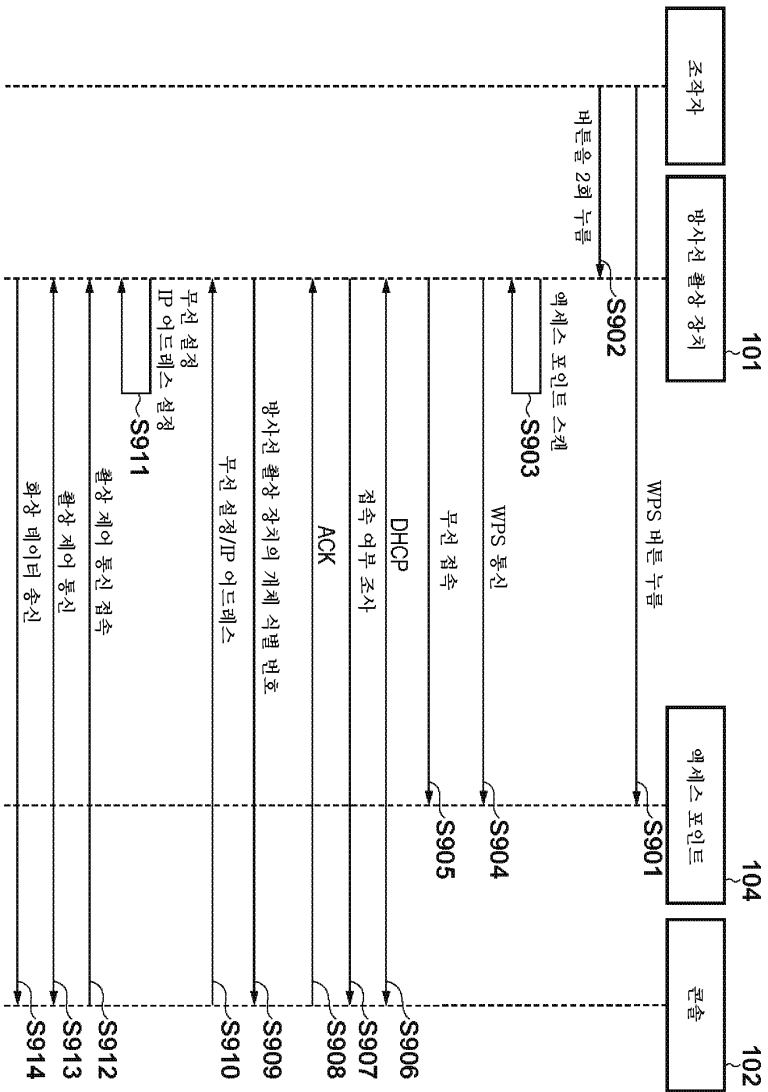 조작자
방사선 촬상 장치
101
액세스 포인트
104
콘솔
102
WPS 버튼 누름
S901
버튼을 2회 누름
S902
액세스 포인트 스캔
S903
WPS 통신
S904
무선 접속
S905
DHCP
S906
접속 여부 조사
S907
ACK
S908
방사선 촬상 장치의 개체 식별 번호
S909
무선 설정/IP 어드레스
S910
무선 설정
IP 어드레스 설정
S911
촬상 제어 통신 접속
S912
촬상 제어 통신
S913
화상 데이터 송신
S914